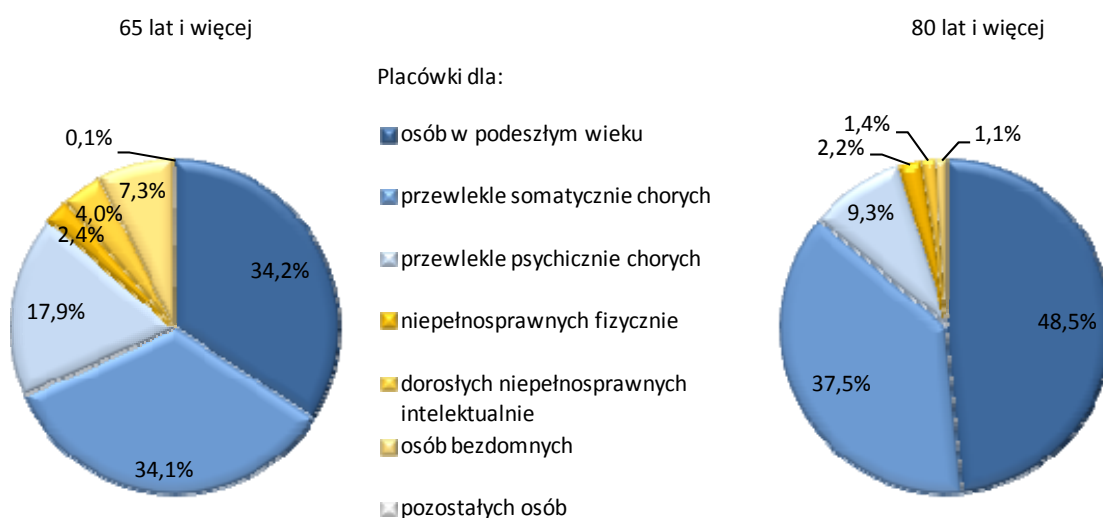 65 lat i więcej
80 lat i więcej
Placówki dla:
osób w podeszłym wieku
przewlekle somatycznie chorych
przewlekle psychicznie chorych
niepełnosprawnych fizycznie
dorosłych niepełnosprawnych
intelektualnie
osób bezdomnych
pozostałych osób
0,1%
7,3%
4,0%
2,4%
17,9%
34,2%
34,1%
1,4%
1,1%
2,2%
9,3%
48,5%
37,5%